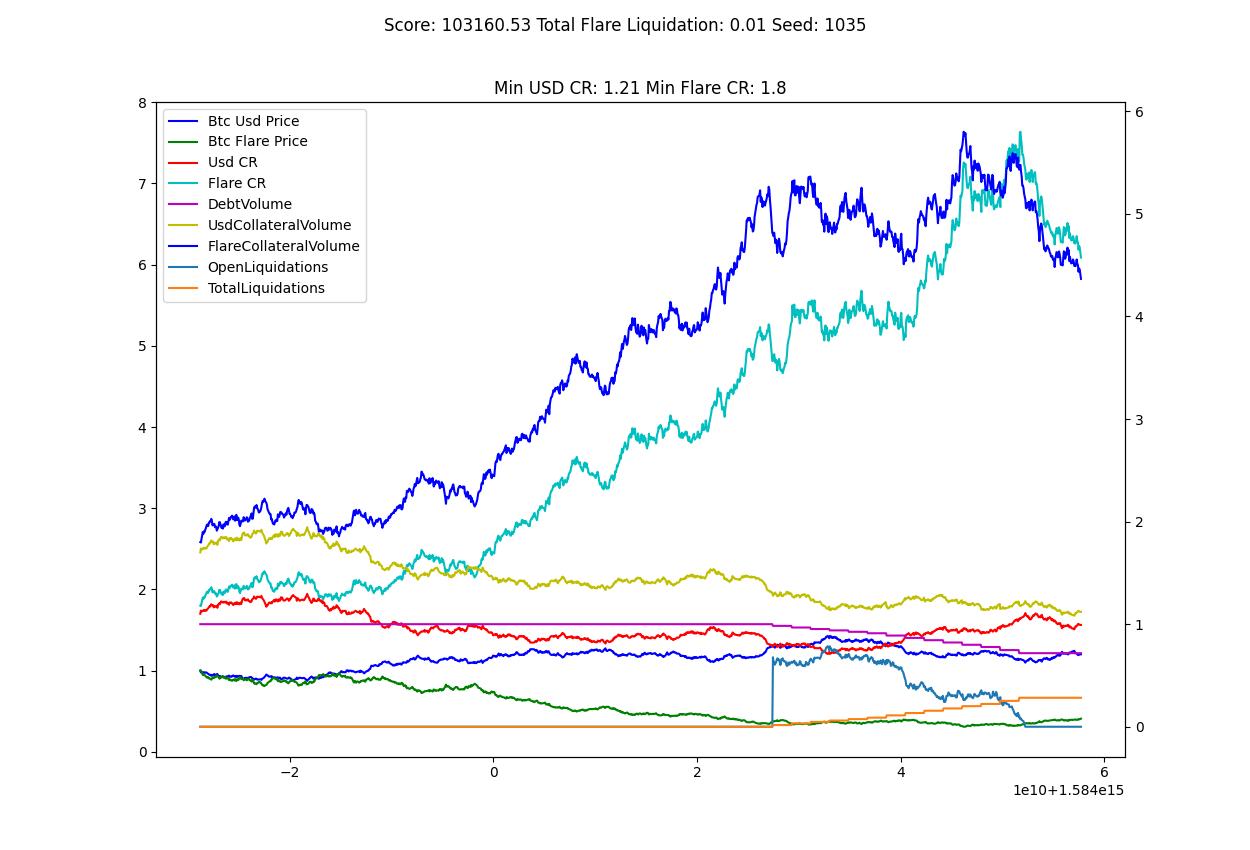 Score: 103160.53 Total Flare Liquidation: 0.01 Seed: 1035
Min USD CR: 1.21 Min Flare CR: 1.8
Btc Usd Price
Btc Flare Price
Usd CR
Flare CR
DebtVolume
UsdCollateralVolume
FlareCollateralVolume
OpenLiquidations
TotalLiquidations
8
7
6
5
4
3
2
1
0
6
5
4
3
2
1
0
−2
0
2
4
6
1e10+1.584e15